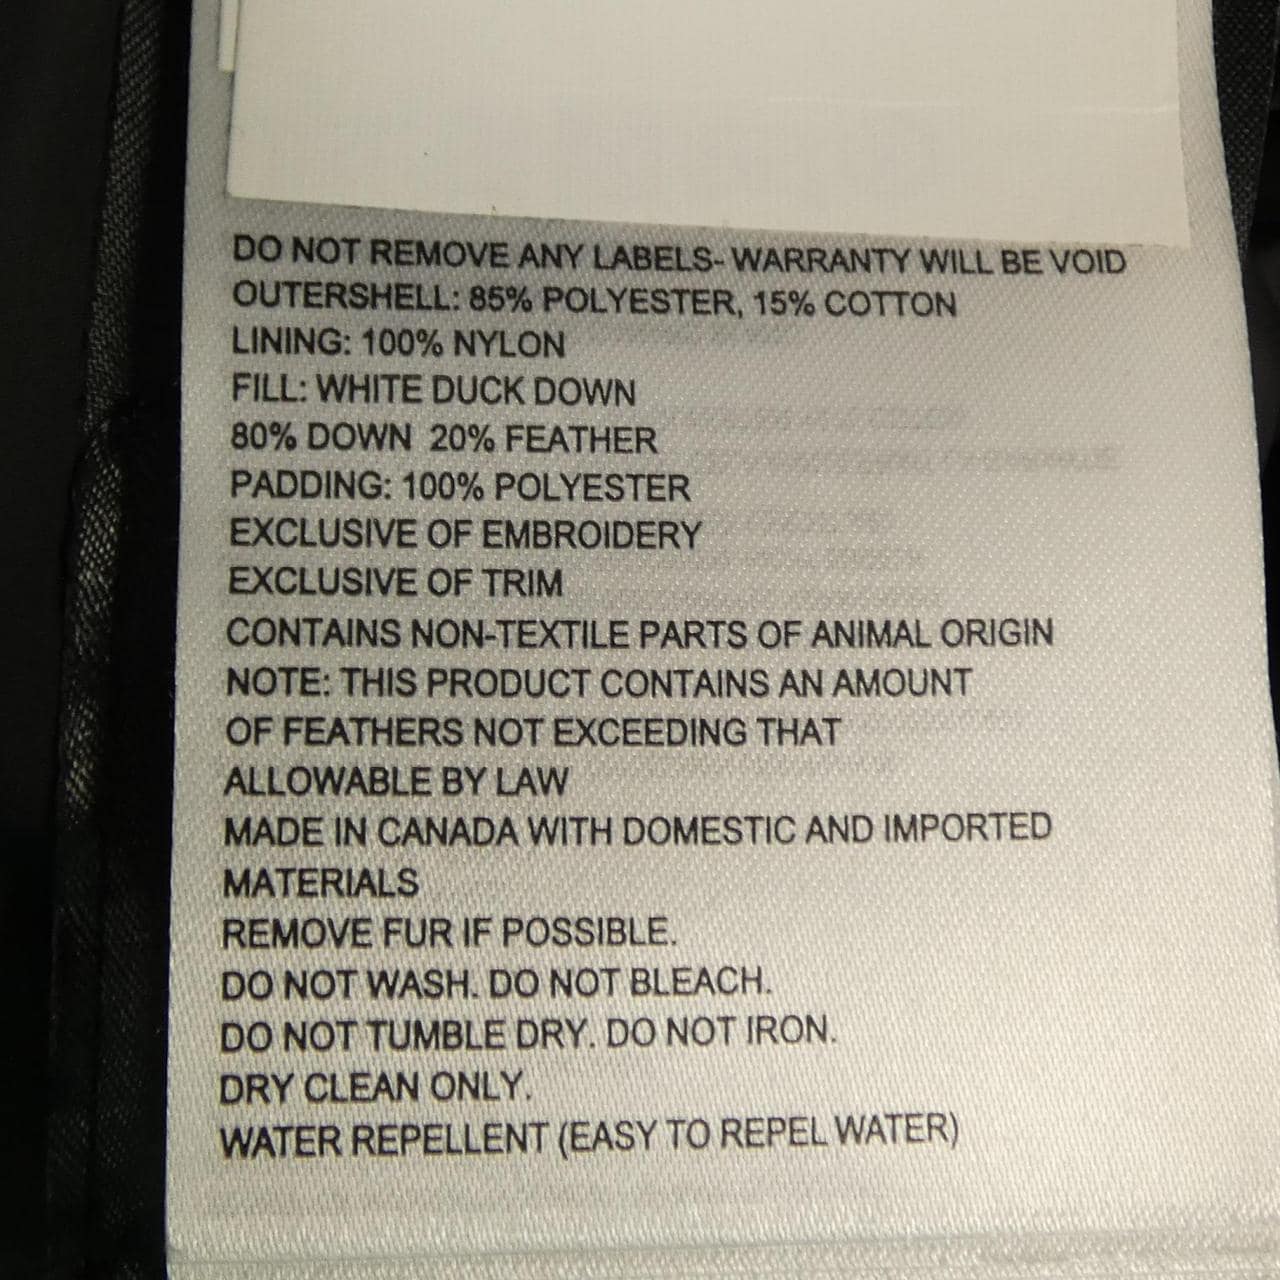 DO NOT REMOVE ANY LABELS- WARRANTY WILL BE VOID
OUTERSHELL: 85% POLYESTER, 15% COTTON
LINING: 100% NYLON
FILL: WHITE DUCK DOWN
80% DOWN 20% FEATHER
PADDING: 100% POLYESTER
EXCLUSIVE OF EMBROIDERY
EXCLUSIVE OF TRIM
CONTAINS NON-TEXTILE PARTS OF ANIMAL ORIGIN
NOTE: THIS PRODUCT CONTAINS AN AMOUNT
OF FEATHERS NOT EXCEEDING THAT
ALLOWABLE BY LAW
MADE IN CANADA WITH DOMESTIC AND IMPORTED
MATERIALS
REMOVE FUR IF POSSIBLE.
DO NOT WASH. DO NOT BLEACH.
DO NOT TUMBLE DRY. DO NOT IRON.
DRY CLEAN ONLY.
WATER REPELLENT (EASY TO REPEL WATER)